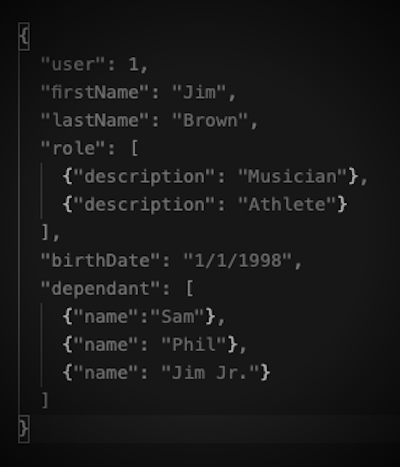 {
"user": 1,
"firstName": "Jim",
"lastName": "Brown",
"role": [
{"description": "Musician"},
{"description": "Athlete"}
],
"birthDate": "1/1/1998",
"dependant": [
{"name":"Sam"},
{"name": "Phil"},
{"name": "Jim Jr."}
]
}